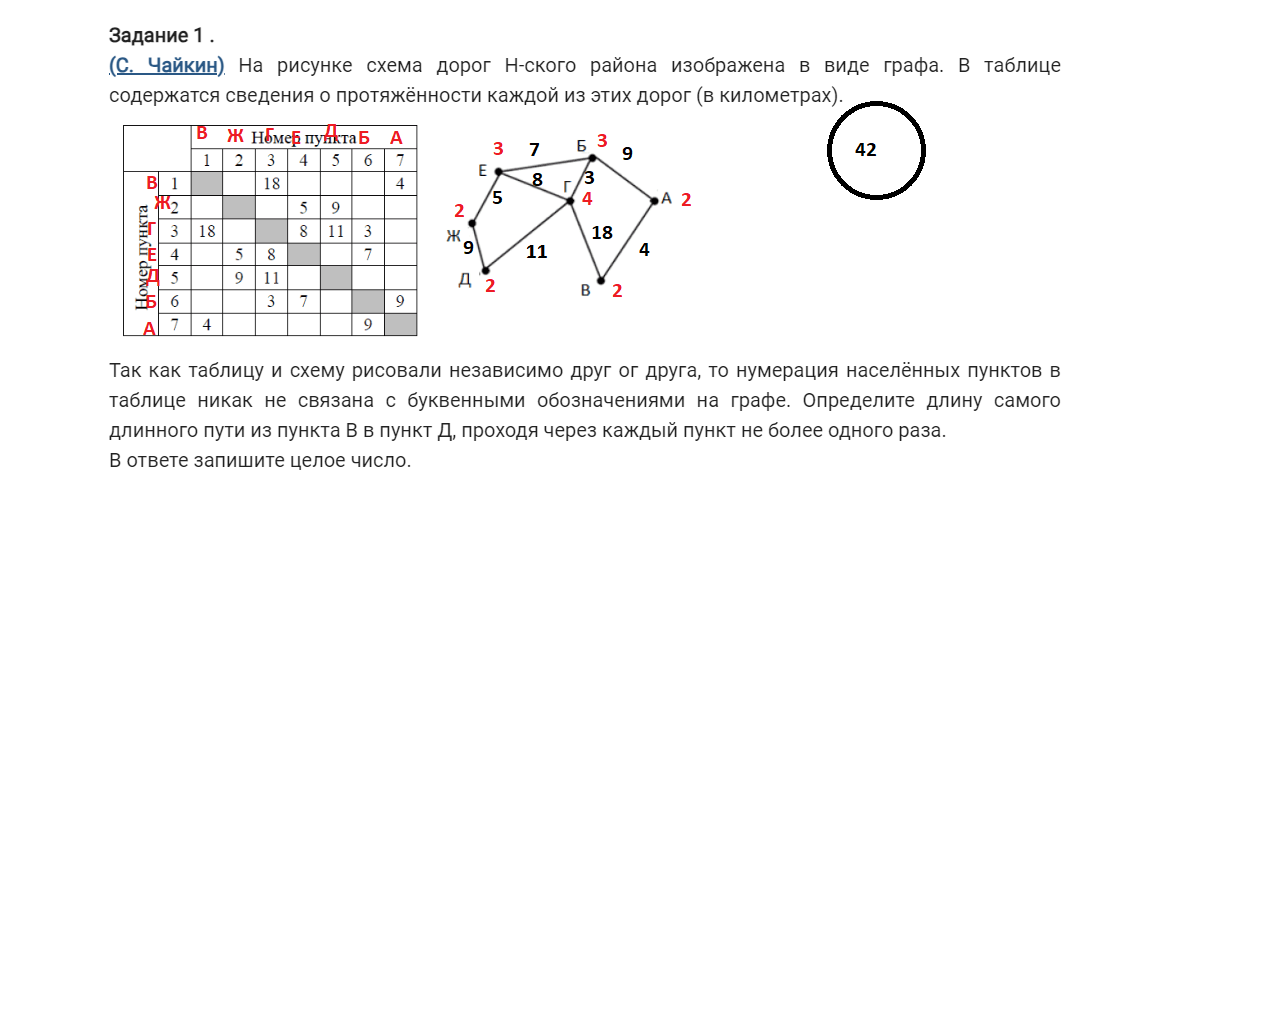 Задание 1 .
(С. Чайкин) На рисунке схема дорог Н-ского района изображена в виде графа. В таблице
содержатся сведения о протяжённости каждой из этих дорог (в километрах).
42
В Ж Г Е Д Б А
Номер пункта
1 2 3 4 5 6 7
Номер пункта
В 1 18 4
Ж 2 5 9
Г 3 18 8 11 3
Е 4 5 8 7
Д 5 9 11
Б 6 3 7 9
А 7 4 9
3 7 Б 3 9
Е 8 Г 3
5 4 А 2
2
Ж 9 11 18 4
Д 2 В 2
Так как таблицу и схему рисовали независимо друг ог друга, то нумерация населённых пунктов в
таблице никак не связана с буквенными обозначениями на графе. Определите длину самого
длинного пути из пункта В в пункт Д, проходя через каждый пункт не более одного раза.
В ответе запишите целое число.